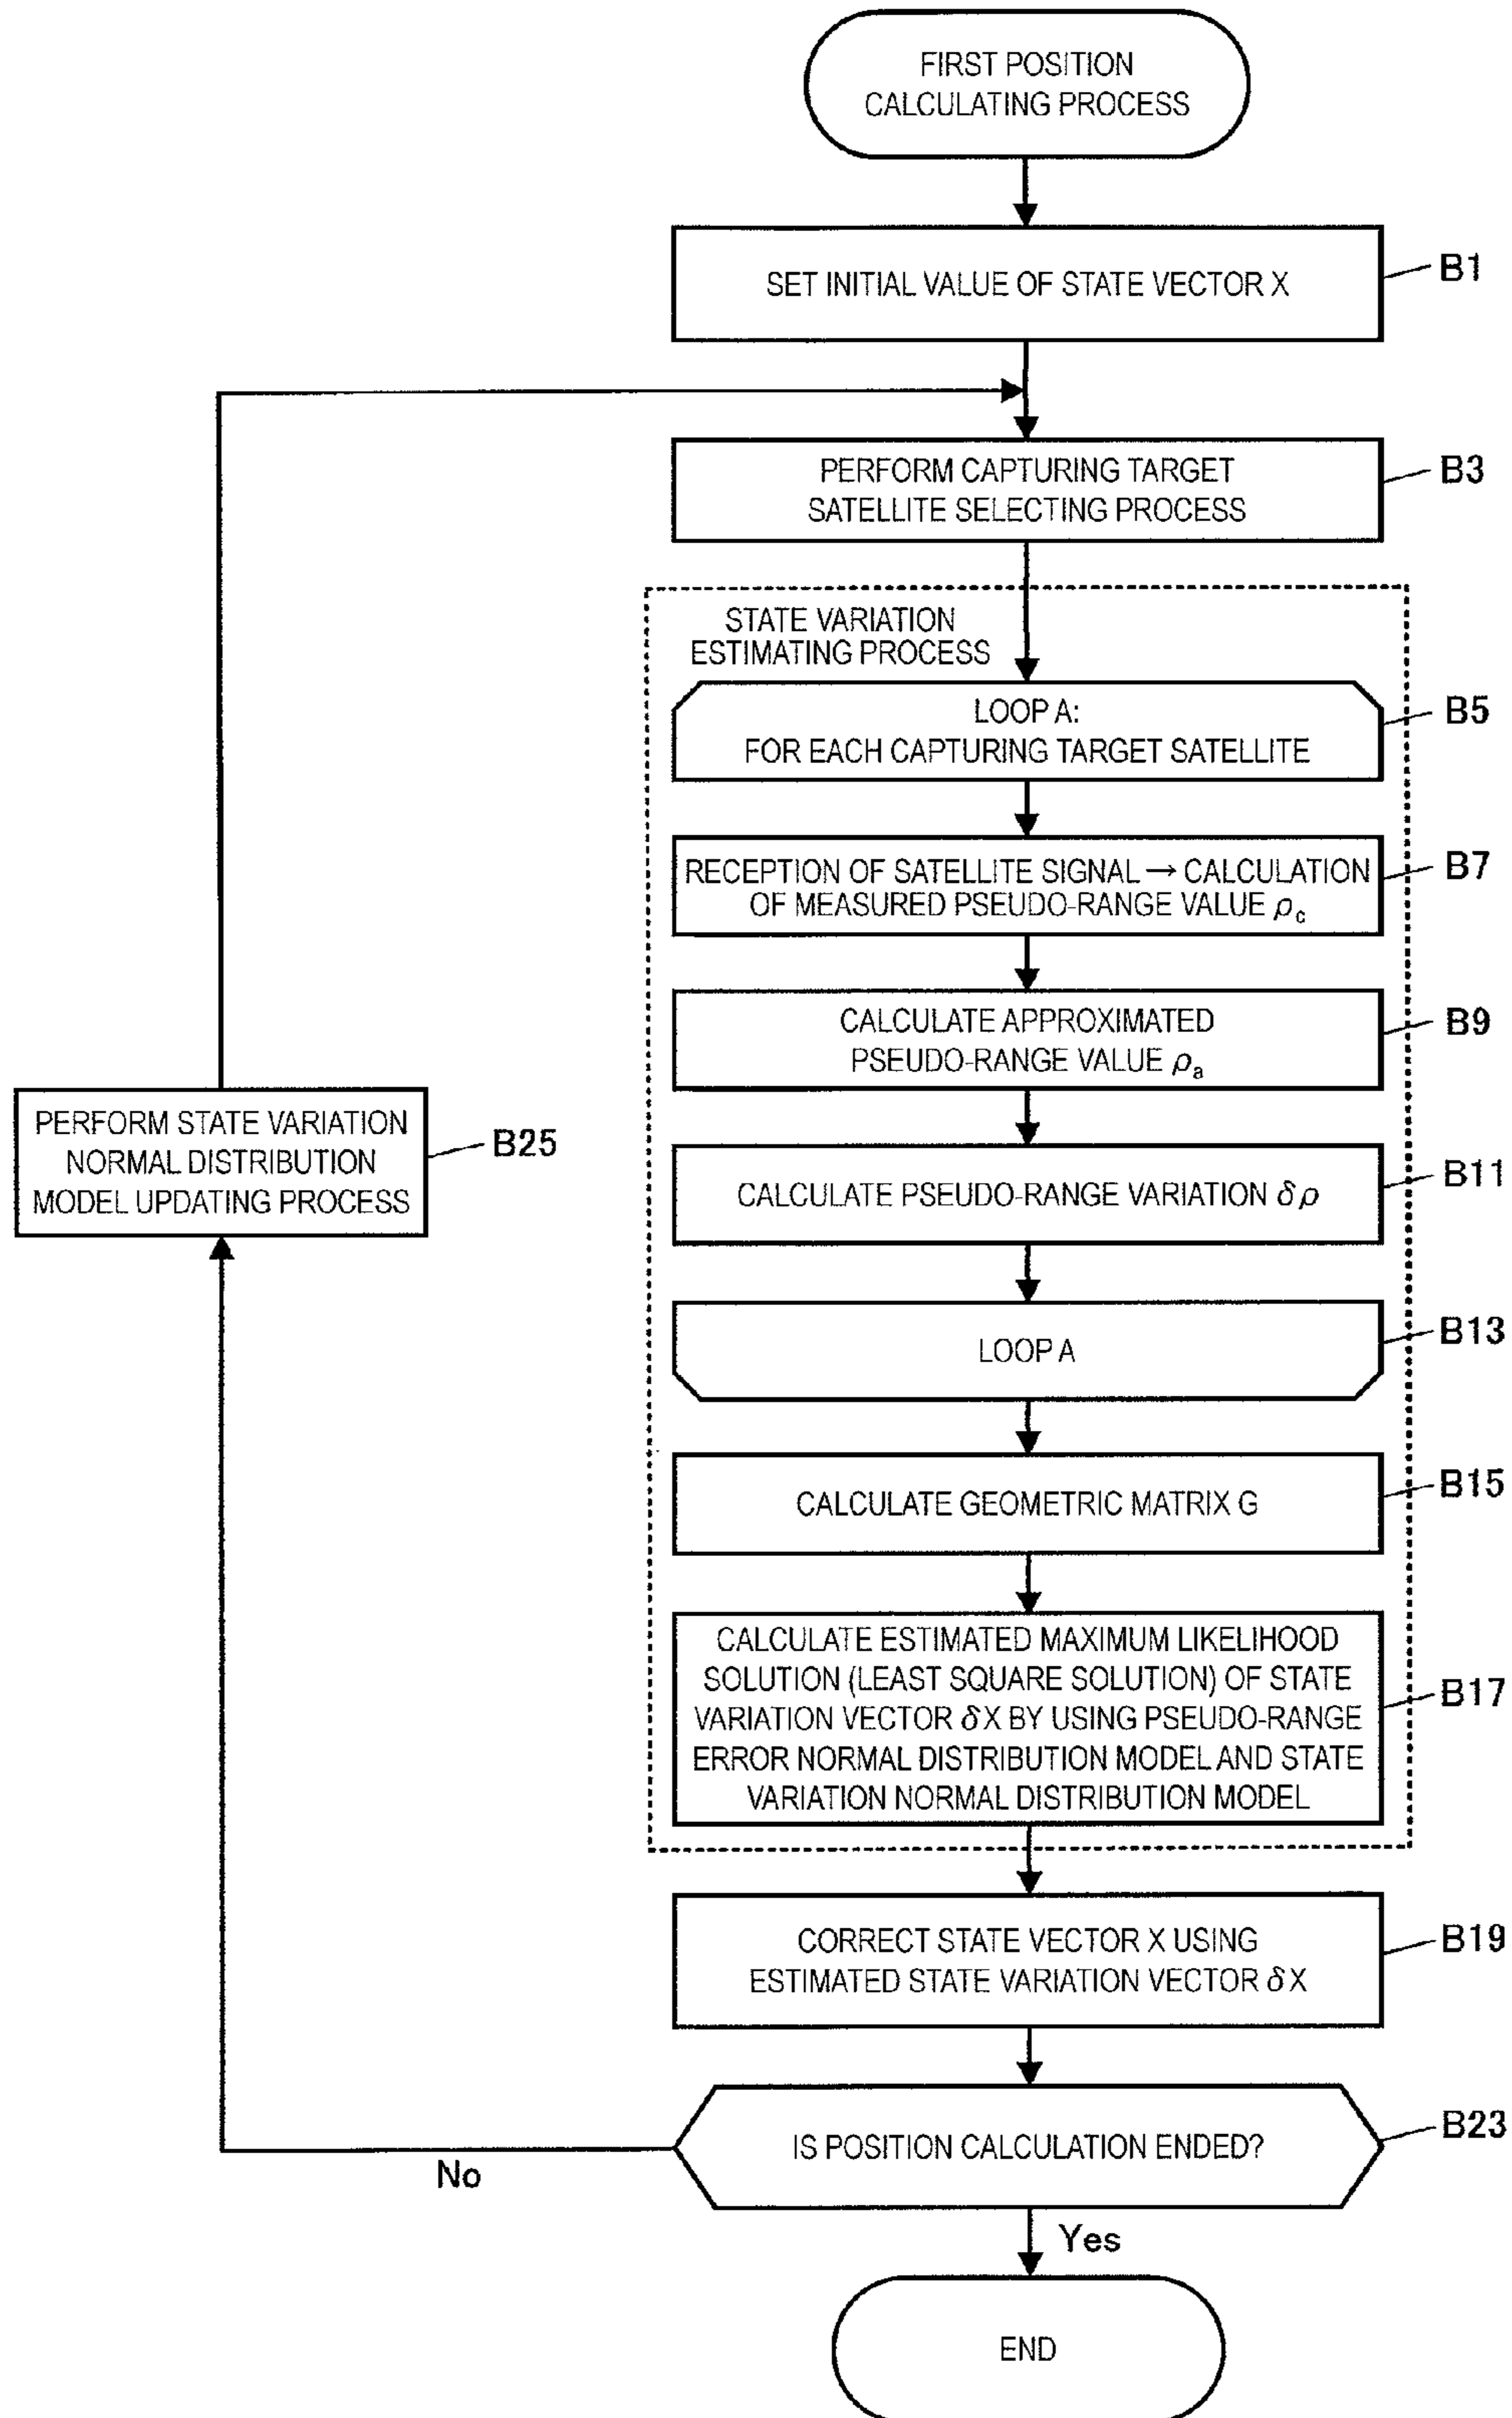 FIRST POSITION
CALCULATING PROCESS
SET INITIAL VALUE OF STATE VECTOR X
B1
PERFORM CAPTURING TARGET
SATELLITE SELECTING PROCESS
B3
STATE VARIATION
ESTIMATING PROCESS
LOOP A:
FOR EACH CAPTURING TARGET SATELLITE
B5
RECEPTION OF SATELLITE SIGNAL → CALCULATION
OF MEASURED PSEUDO-RANGE VALUE ρc
B7
CALCULATE APPROXIMATED
PSEUDO-RANGE VALUE ρa
B9
PERFORM STATE VARIATION
NORMAL DISTRIBUTION
MODEL UPDATING PROCESS
B25
CALCULATE PSEUDO-RANGE VARIATION δρ
B11
LOOP A
B13
CALCULATE GEOMETRIC MATRIX G
B15
CALCULATE ESTIMATED MAXIMUM LIKELIHOOD
SOLUTION (LEAST SQUARE SOLUTION) OF STATE
VARIATION VECTOR δX BY USING PSEUDO-RANGE
ERROR NORMAL DISTRIBUTION MODEL AND STATE
VARIATION NORMAL DISTRIBUTION MODEL
B17
CORRECT STATE VECTOR X USING
ESTIMATED STATE VARIATION VECTOR δX
B19
IS POSITION CALCULATION ENDED?
B23
No
Yes
END